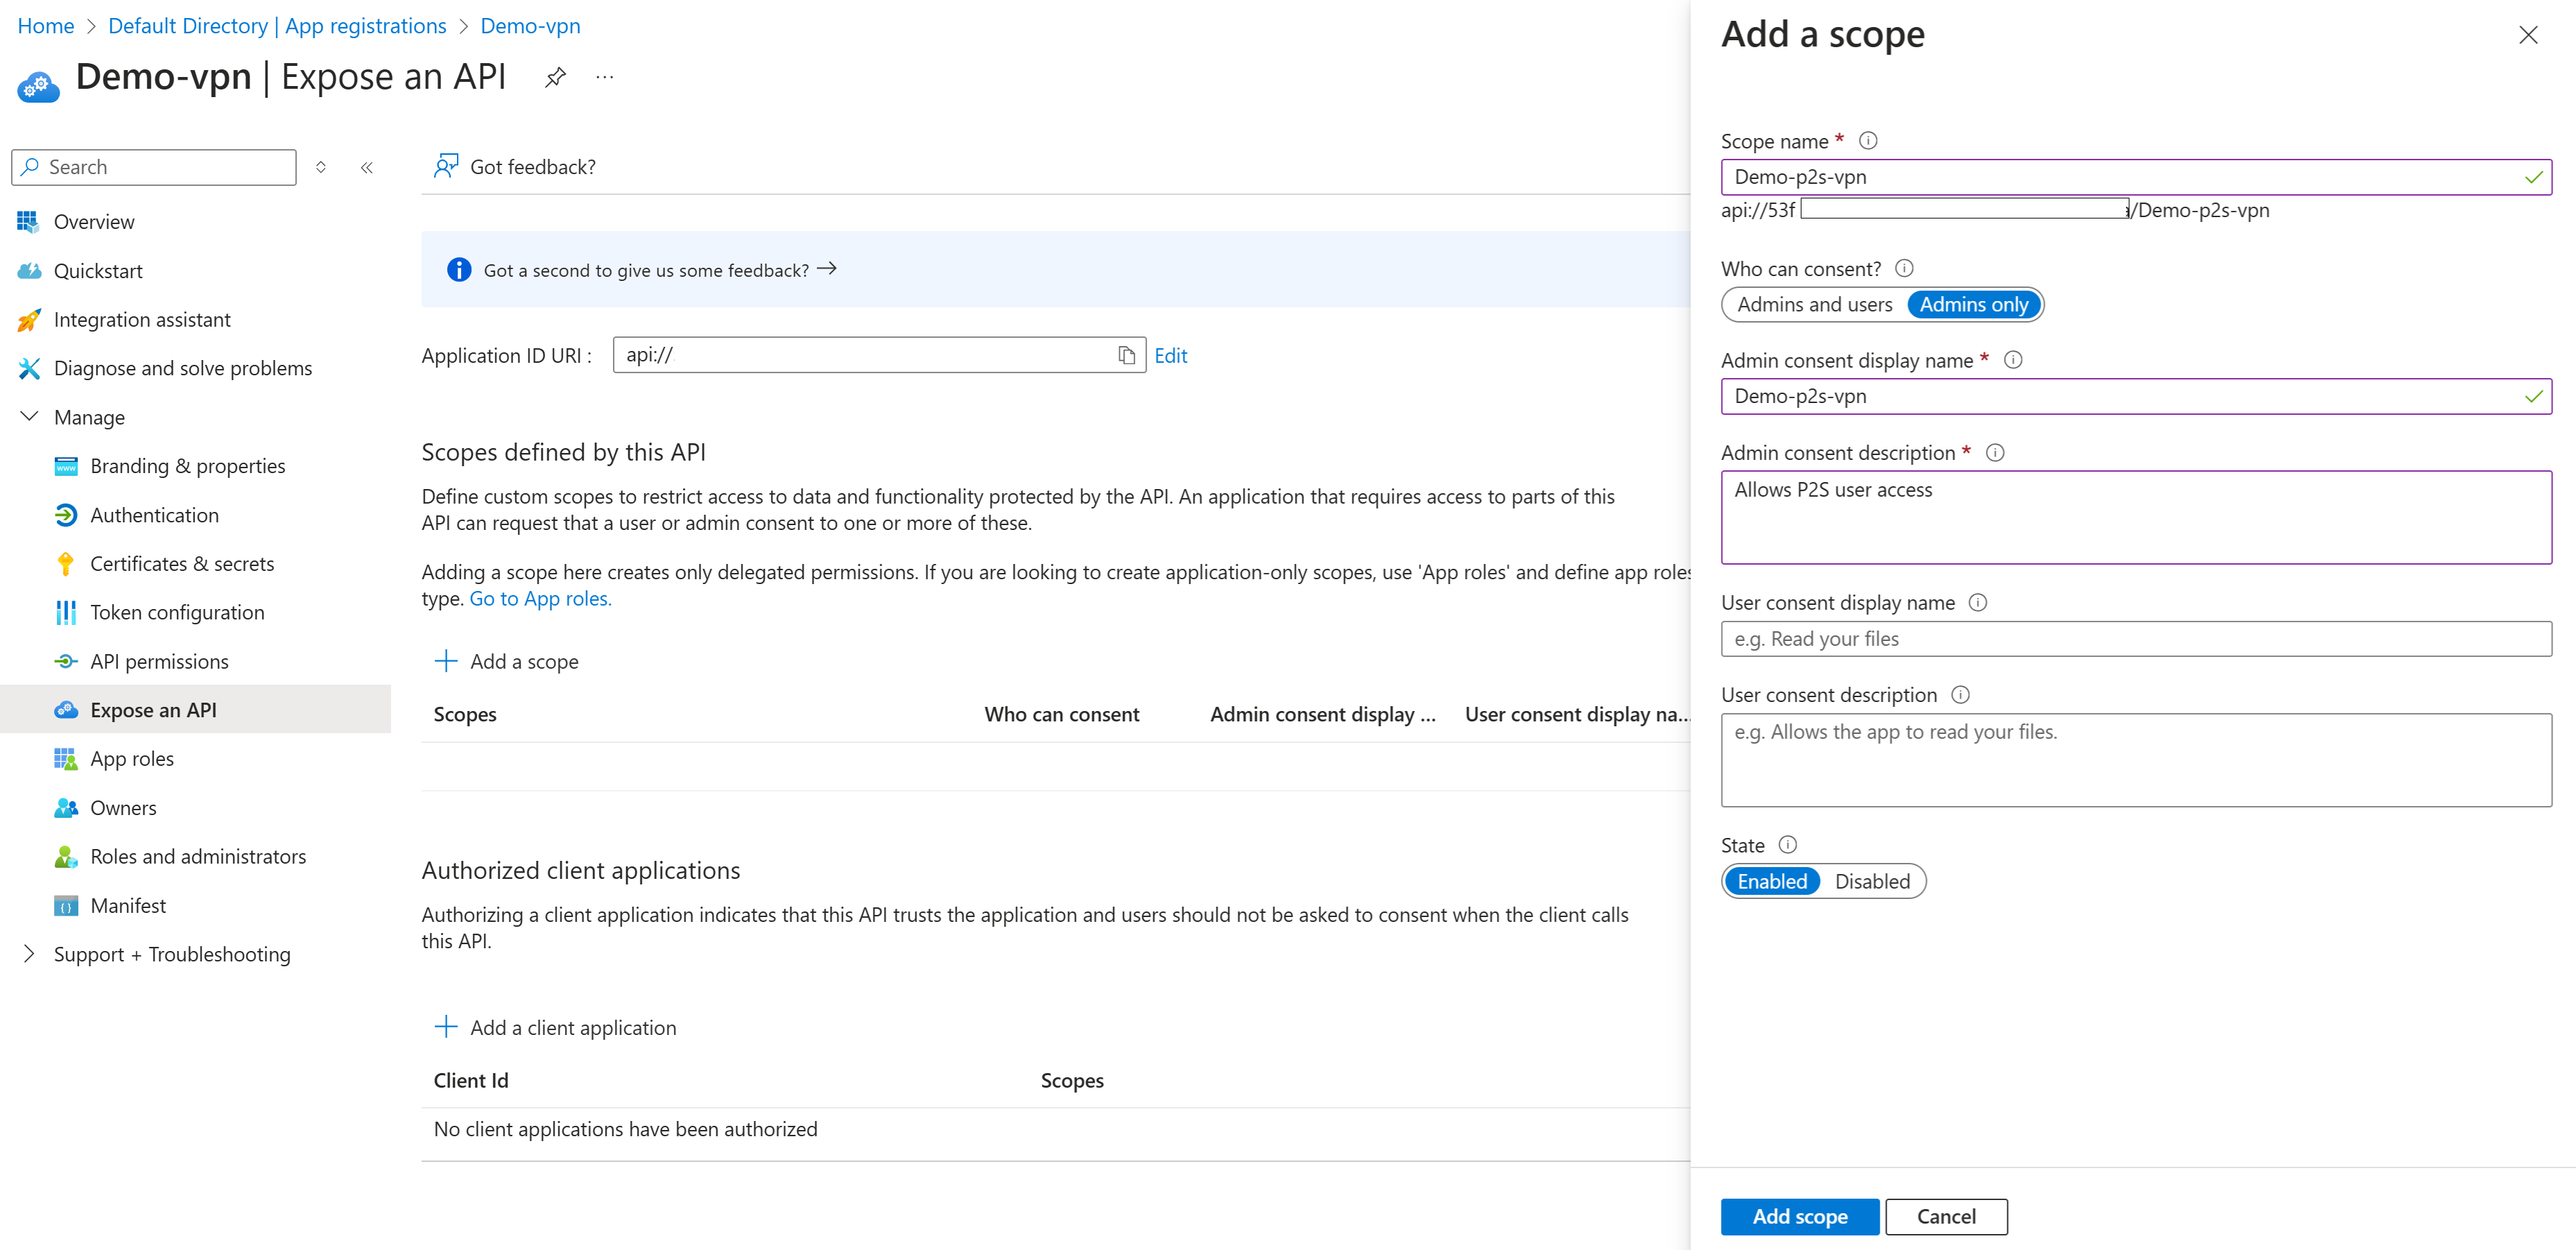 Home > Default Directory | App registrations > Demo-vpn
Demo-vpn | Expose an API
Search
Overview
Quickstart
Integration assistant
Diagnose and solve problems
Manage
Branding & properties
Authentication
Certificates & secrets
Token configuration
API permissions
Expose an API
App roles
Owners
Roles and administrators
Manifest
Support + Troubleshooting
Got feedback?
Got a second to give us some feedback?
Application ID URI : api:// Edit
Scopes defined by this API
Define custom scopes to restrict access to data and functionality protected by the API. An application that requires access to parts of this
API can request that a user or admin consent to one or more of these.
Adding a scope here creates only delegated permissions. If you are looking to create application-only scopes, use 'App roles' and define app roles
type. Go to App roles.
Add a scope
Scopes Who can consent Admin consent display ... User consent display na...
Authorized client applications
Authorizing a client application indicates that this API trusts the application and users should not be asked to consent when the client calls
this API.
Add a client application
Client Id Scopes
No client applications have been authorized
Add a scope
Scope name *
Demo-p2s-vpn
api://53f /Demo-p2s-vpn
Who can consent?
Admins and users Admins only
Admin consent display name *
Demo-p2s-vpn
Admin consent description *
Allows P2S user access
User consent display name
e.g. Read your files
User consent description
e.g. Allows the app to read your files.
State
Enabled Disabled
Add scope Cancel